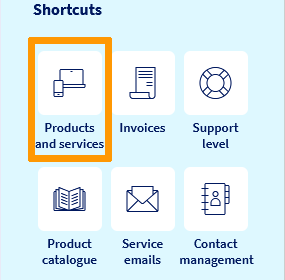 Shortcuts
Products Invoices Support
and services level
Product Service Contact
catalogue emails management